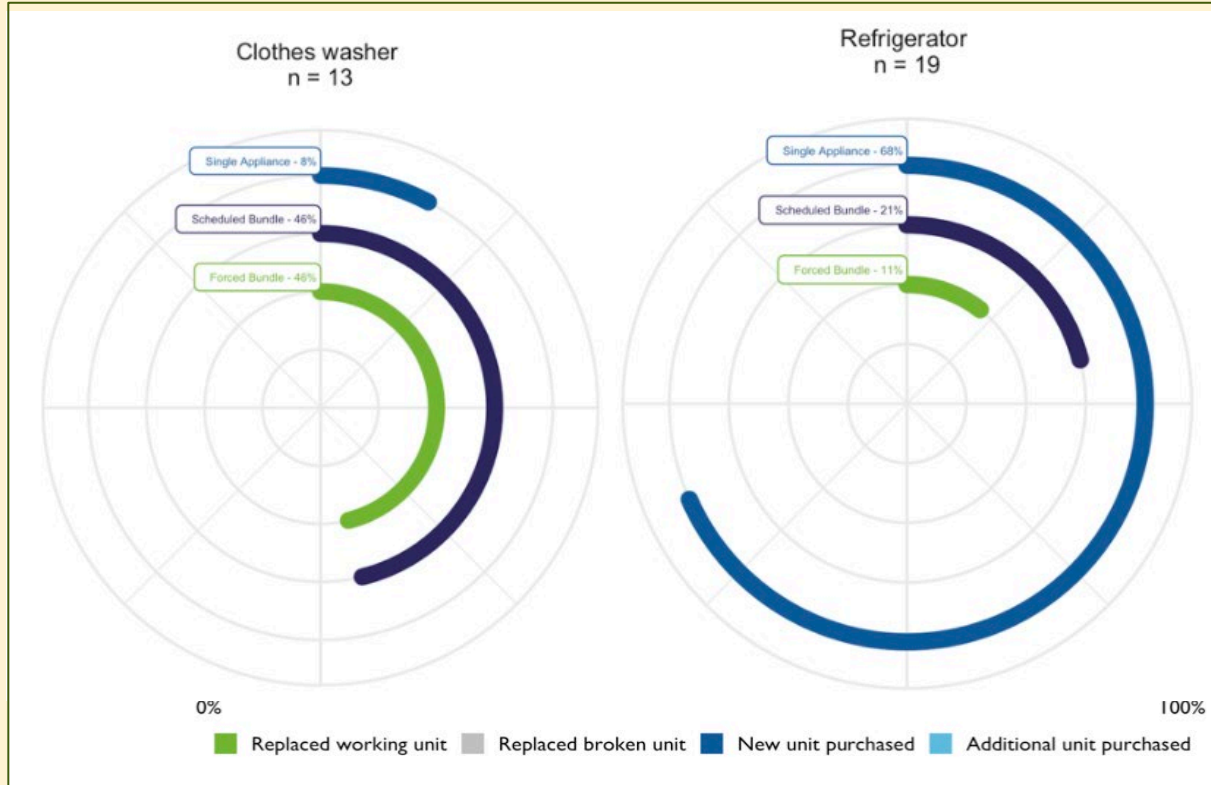 Clothes washer
n = 13
Single Appliance - 8%
Scheduled Bundle - 46%
Forced Bundle - 46%
Refrigerator
n = 19
Single Appliance - 68%
Scheduled Bundle - 21%
Forced Bundle - 11%
0%
100%
Replaced working unit
Replaced broken unit
New unit purchased
Additional unit purchased